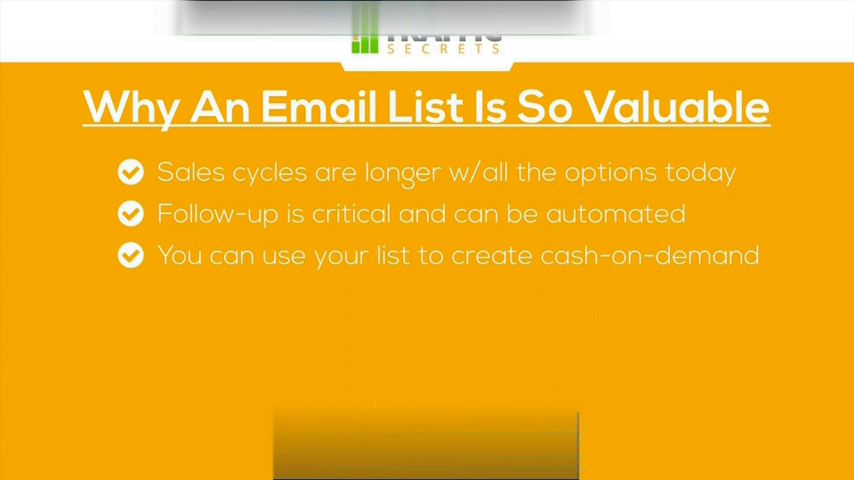 SECRETS
Why An Email List Is So Valuable
Sales cycles are longer w/all the options today
Follow-up is critical and can be automated
You can use your list to create cash-on-demand